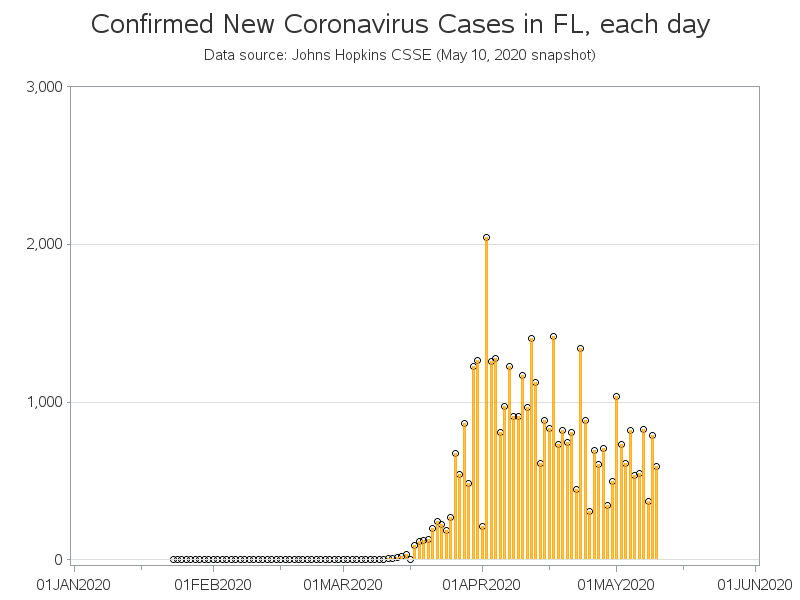 Confirmed New Coronavirus Cases in FL, each day
Data source: Johns Hopkins CSSE (May 10, 2020 snapshot)
3,000
2,000
1,000
0
01JAN2020 01FEB2020 01MAR2020 01APR2020 01MAY2020 01JUN2020